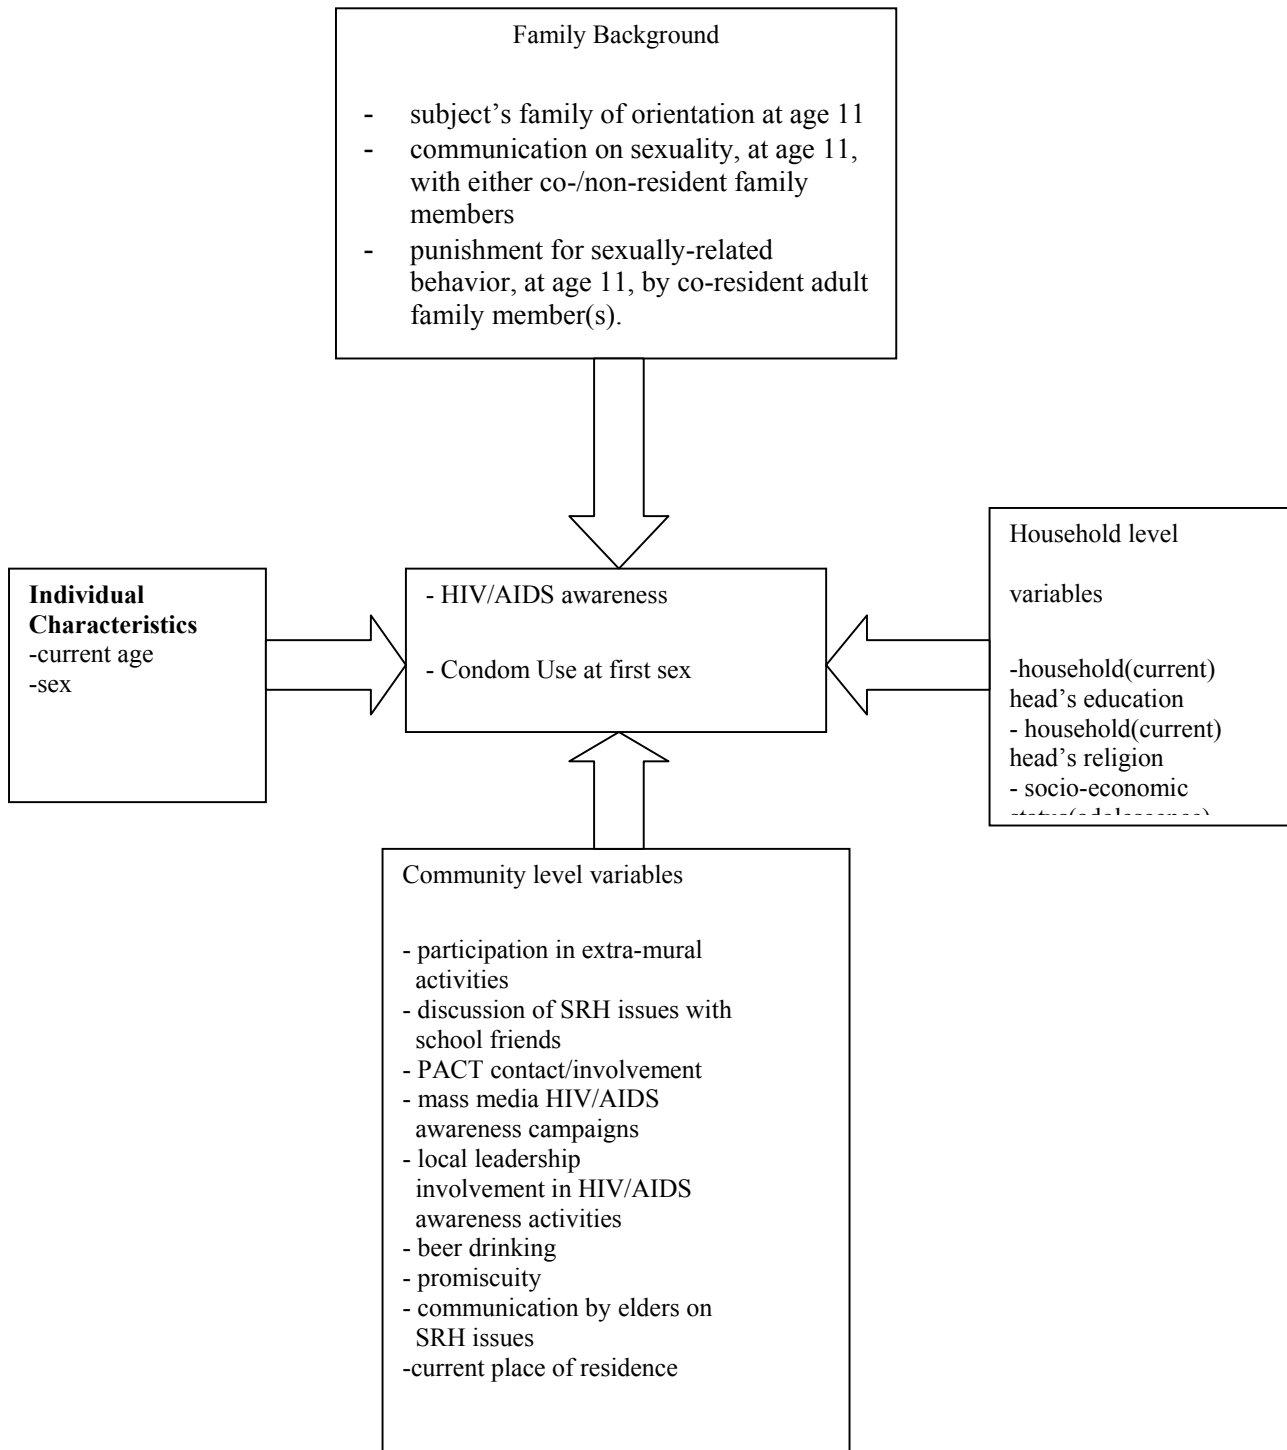 Family Background
- subject’s family of orientation at age 11
- communication on sexuality, at age 11,
with either co-/non-resident family
members
- punishment for sexually-related
behavior, at age 11, by co-resident adult
family member(s).
Individual
Characteristics
-current age
-sex
- HIV/AIDS awareness
- Condom Use at first sex
Household level
variables
-household(current)
head’s education
- household(current)
head’s religion
- socio-economic
Community level variables
- participation in extra-mural
activities
- discussion of SRH issues with
school friends
- PACT contact/involvement
- mass media HIV/AIDS
awareness campaigns
- local leadership
involvement in HIV/AIDS
awareness activities
- beer drinking
- promiscuity
- communication by elders on
SRH issues
-current place of residence